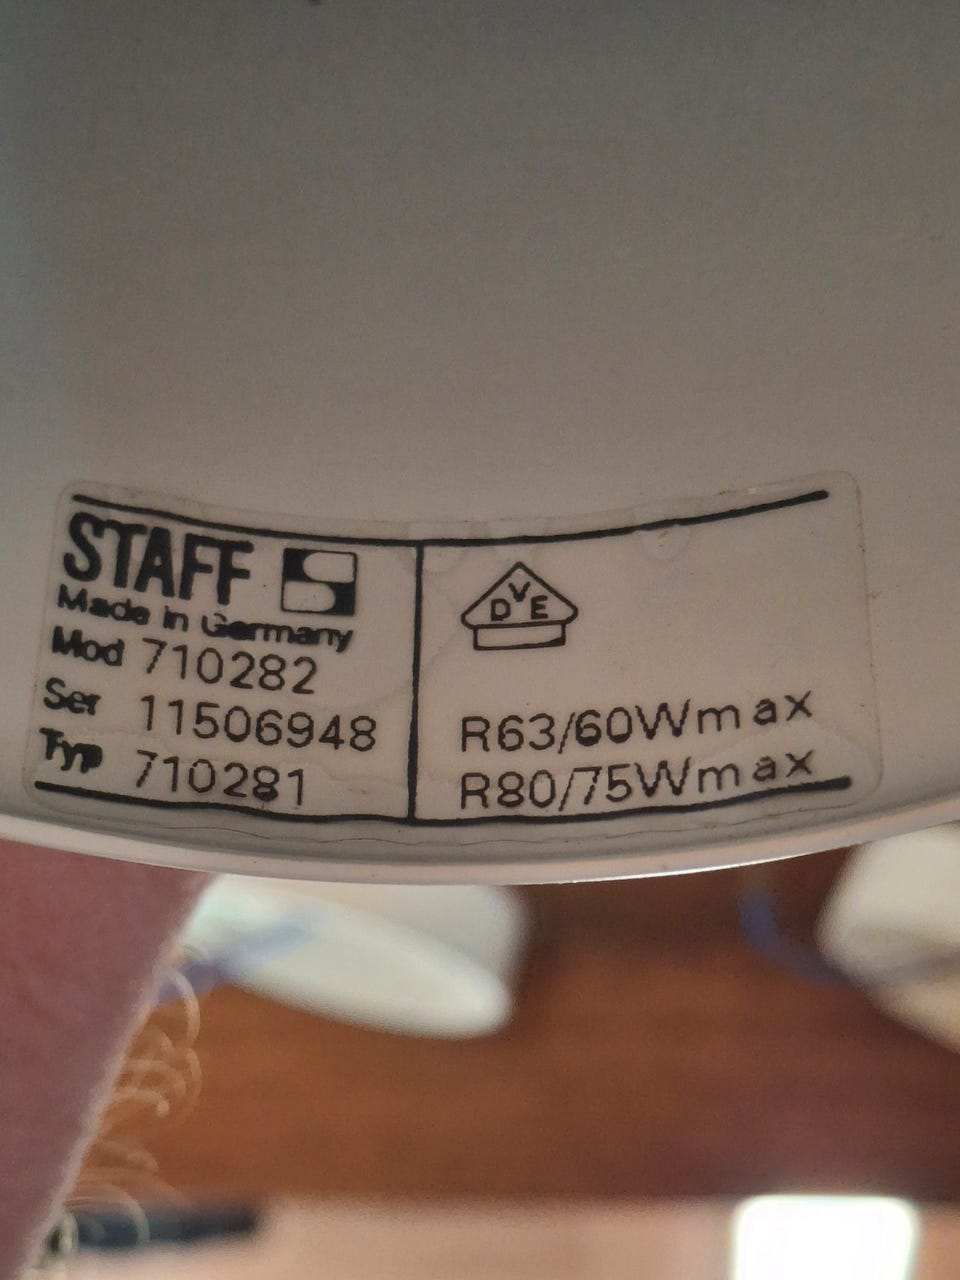 STAFF
Made in Germany
Mod 710282
Ser 11506948
Typ 710281
DVE
R63/60Wmax
R80/75Wmax